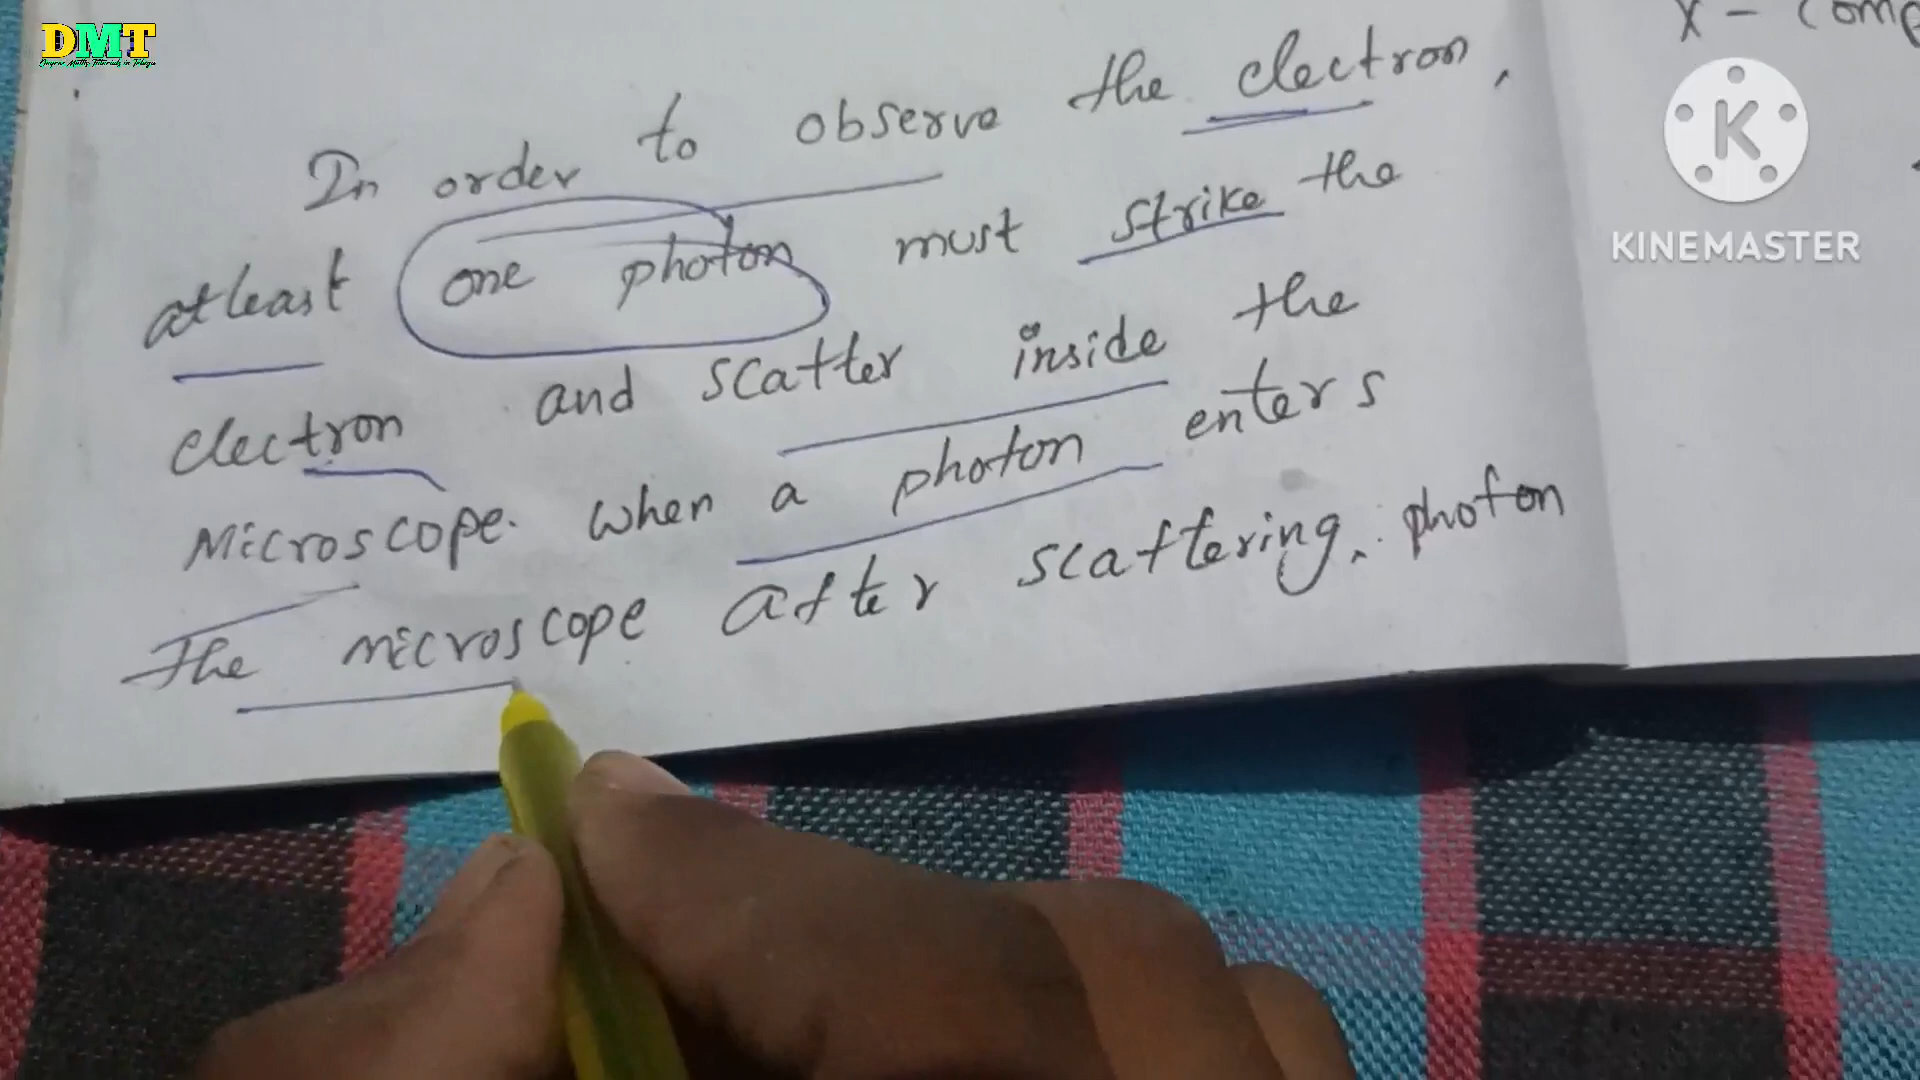 DMT
X - Comp
KINEMASTER
In order to observe the electron,
atleast one photon must strike the
electron and scatter inside the
Microscope. when a photon enters
The microscope after scattering, photon